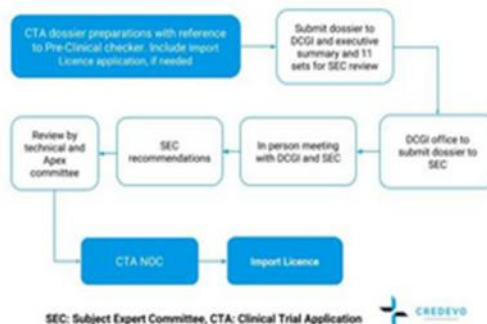 CTA dossier preparations with reference
to Pre-Clinical checker. Include Import
Licence application, if needed
Submit dossier to
DCGI and executive
summary and 11
sets for SEC review
DCGI office to
submit dossier to
SEC
In person meeting
with DCGI and SEC
SEC
recommendations
Review by
technical and
Apex
committee
CTA NOC
Import Licence
SEC: Subject Expert Committee, CTA: Clinical Trial Application
CREDEVO